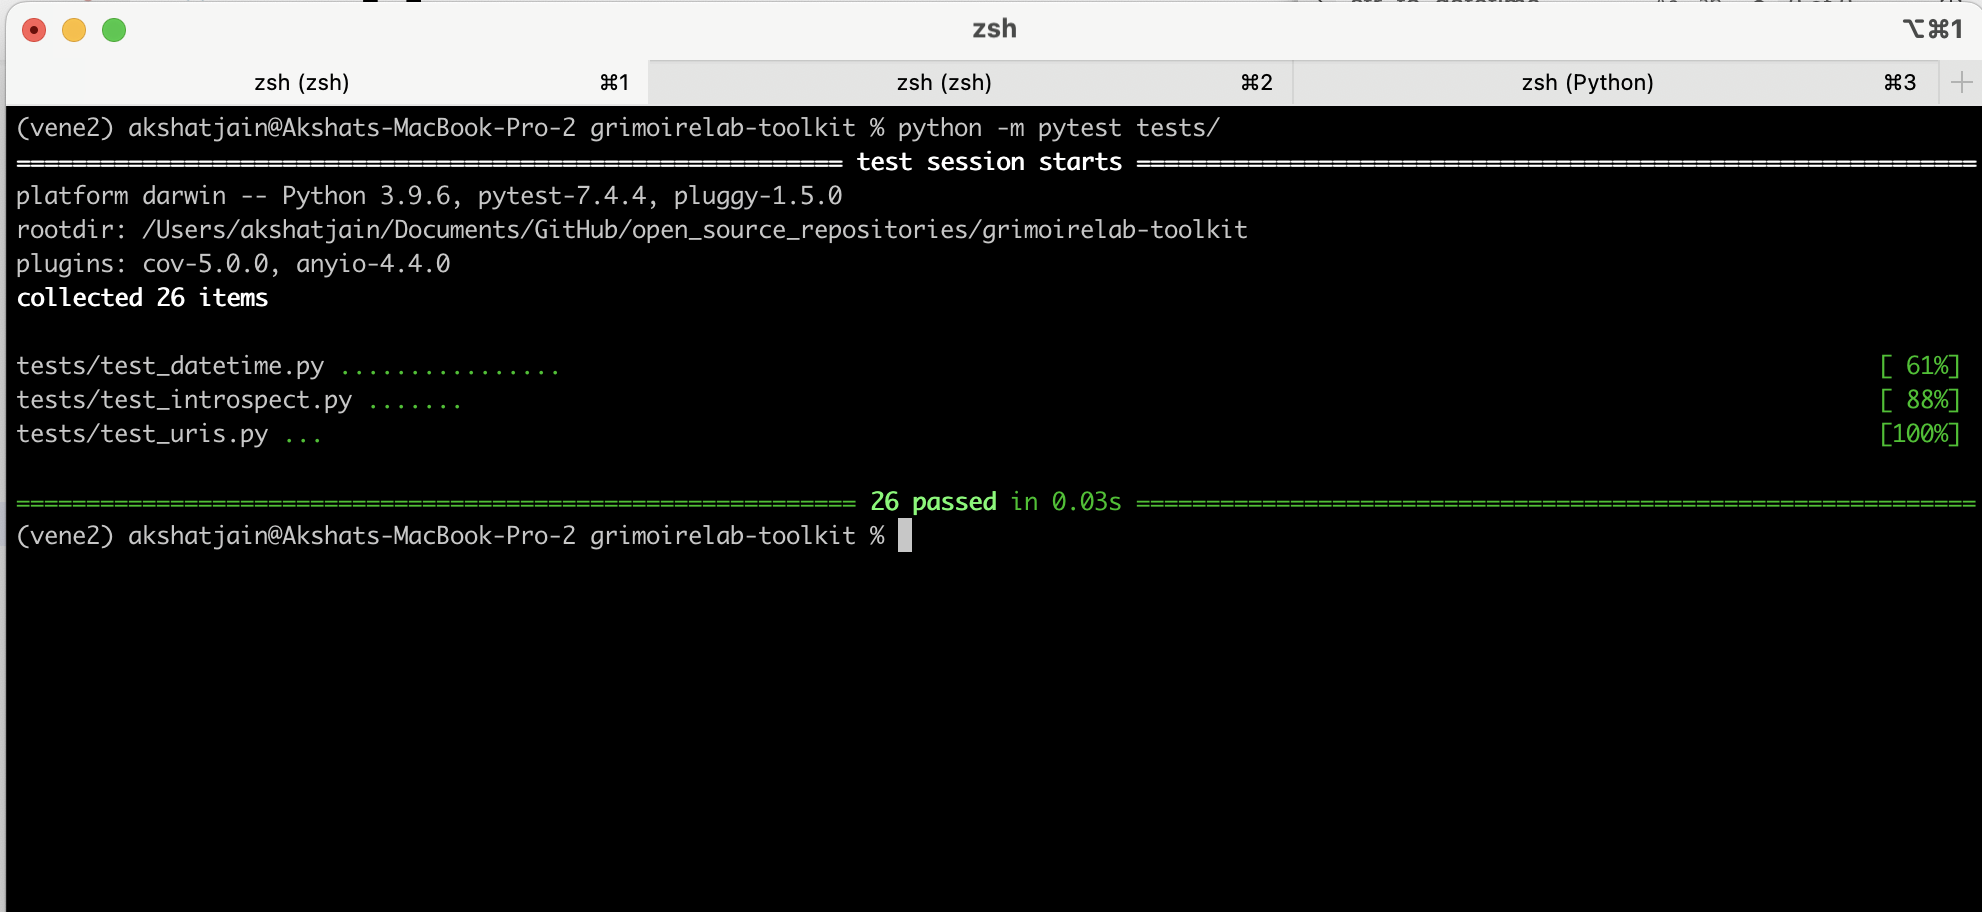 zsh
⌥⌘1
zsh (zsh) ⌘1 zsh (zsh) ⌘2 zsh (Python) ⌘3 +
(vene2) akshatjain@Akshats-MacBook-Pro-2 grimoirelab-toolkit % python -m pytest tests/
=========================================================== test session starts ============================================================
platform darwin -- Python 3.9.6, pytest-7.4.4, pluggy-1.5.0
rootdir: /Users/akshatjain/Documents/GitHub/open_source_repositories/grimoirelab-toolkit
plugins: cov-5.0.0, anyio-4.4.0
collected 26 items
tests/test_datetime.py ................ [ 61%]
tests/test_introspect.py ....... [ 88%]
tests/test_uris.py ... [100%]
============================================================ 26 passed in 0.03s ============================================================
(vene2) akshatjain@Akshats-MacBook-Pro-2 grimoirelab-toolkit %